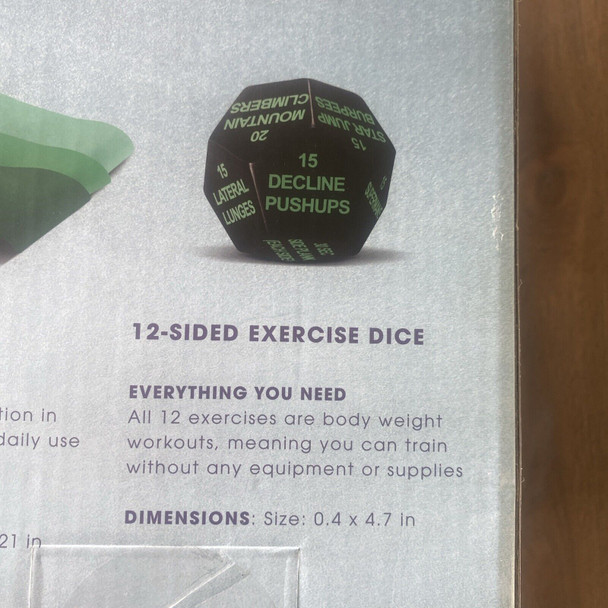 20
MOUNTAIN
CLIMBERS
15
STAR JUMP
BURPEES
15
LATERAL
LUNGES
15
DECLINE
PUSHUPS
12-SIDED EXERCISE DICE
EVERYTHING YOU NEED
All 12 exercises are body weight
workouts, meaning you can train
without any equipment or supplies
DIMENSIONS: Size: 0.4 x 4.7 in
tion in
daily use
21 in